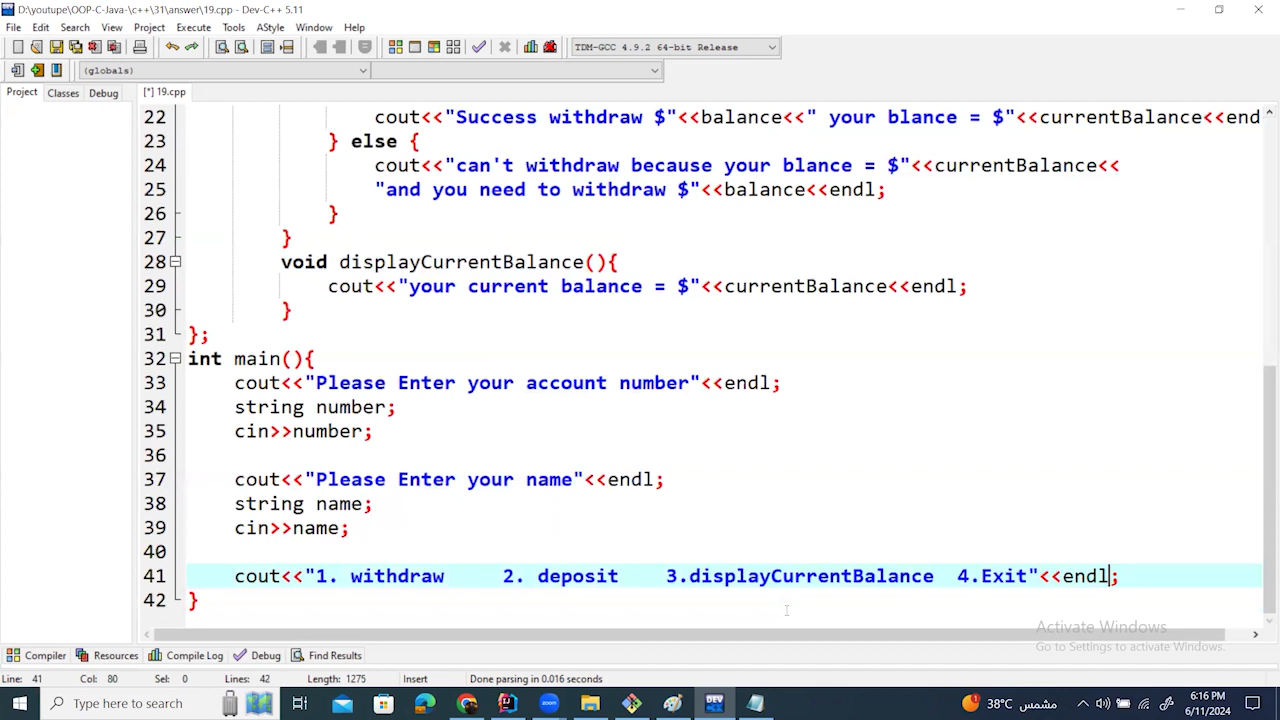 D:\youtupe\OOP-C-Java-\c++\31\answer\19.cpp - Dev-C++ 5.11
File Edit Search View Project Execute Tools AStyle Window Help
TDM-GCC 4.9.2 64-bit Release
(globals)
Project Classes Debug [*] 19.cpp
22 cout<<"Success withdraw $"<<balance<<" your blance = $"<<currentBalance<<end
23 } else {
24 cout<<"can't withdraw because your blance = $"<<currentBalance<<
25 "and you need to withdraw $"<<balance<<endl;
26 }
27 }
28 void displayCurrentBalance(){
29 cout<<"your current balance = $"<<currentBalance<<endl;
30 }
31 };
32 int main(){
33 cout<<"Please Enter your account number"<<endl;
34 string number;
35 cin>>number;
36
37 cout<<"Please Enter your name"<<endl;
38 string name;
39 cin>>name;
40
41 cout<<"1. withdraw     2. deposit    3.displayCurrentBalance  4.Exit"<<endl;
42 }
Activate Windows
Go to Settings to activate Windows.
Compiler Resources Compile Log Debug Find Results
Line: 41 Col: 80 Sel: 0 Lines: 42 Length: 1275 Insert Done parsing in 0.016 seconds
Type here to search
DEV
zoom
38°C مشمس
6:16 PM
6/11/2024